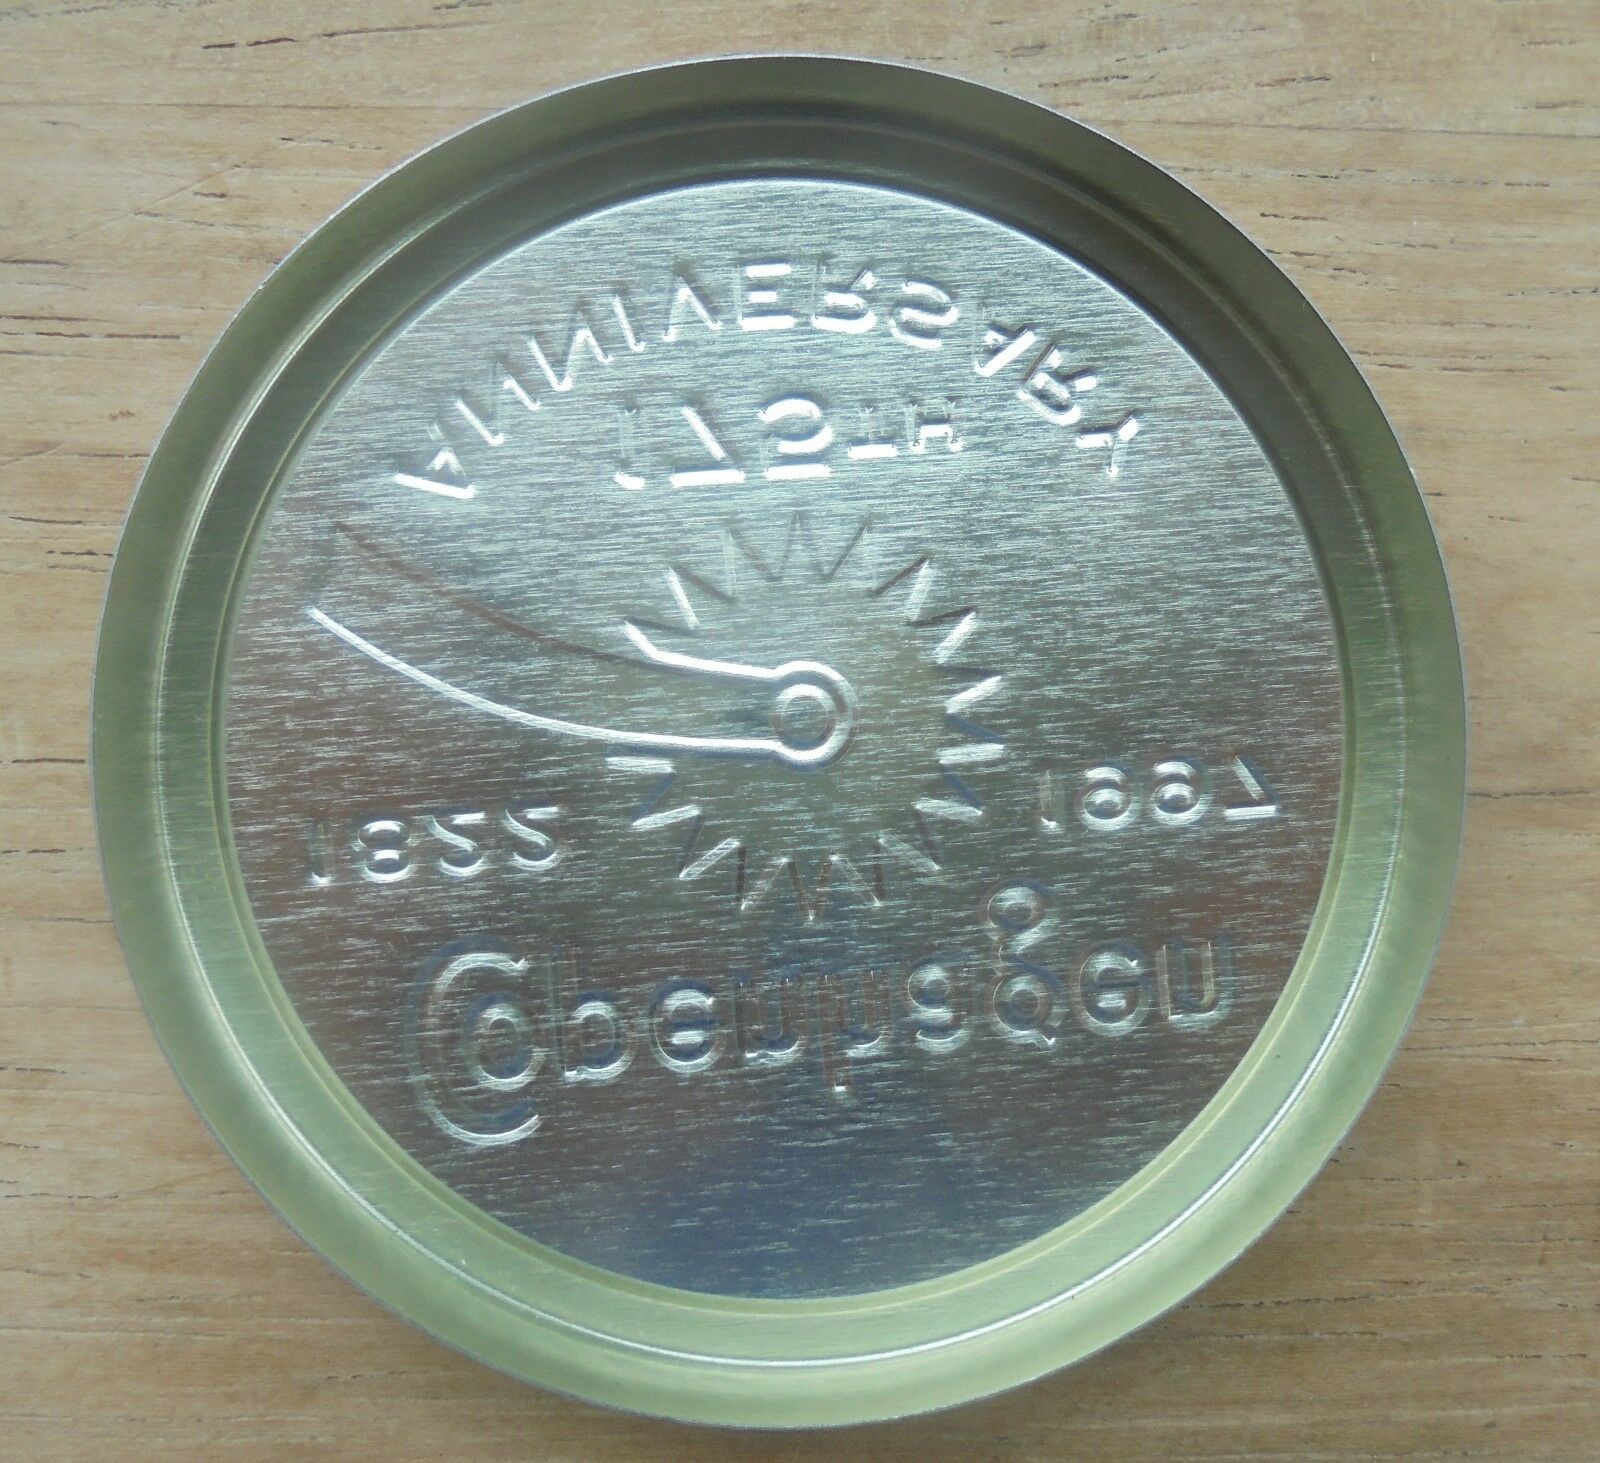 Copenhagen
1822 1997
175TH
ANNIVERSARY